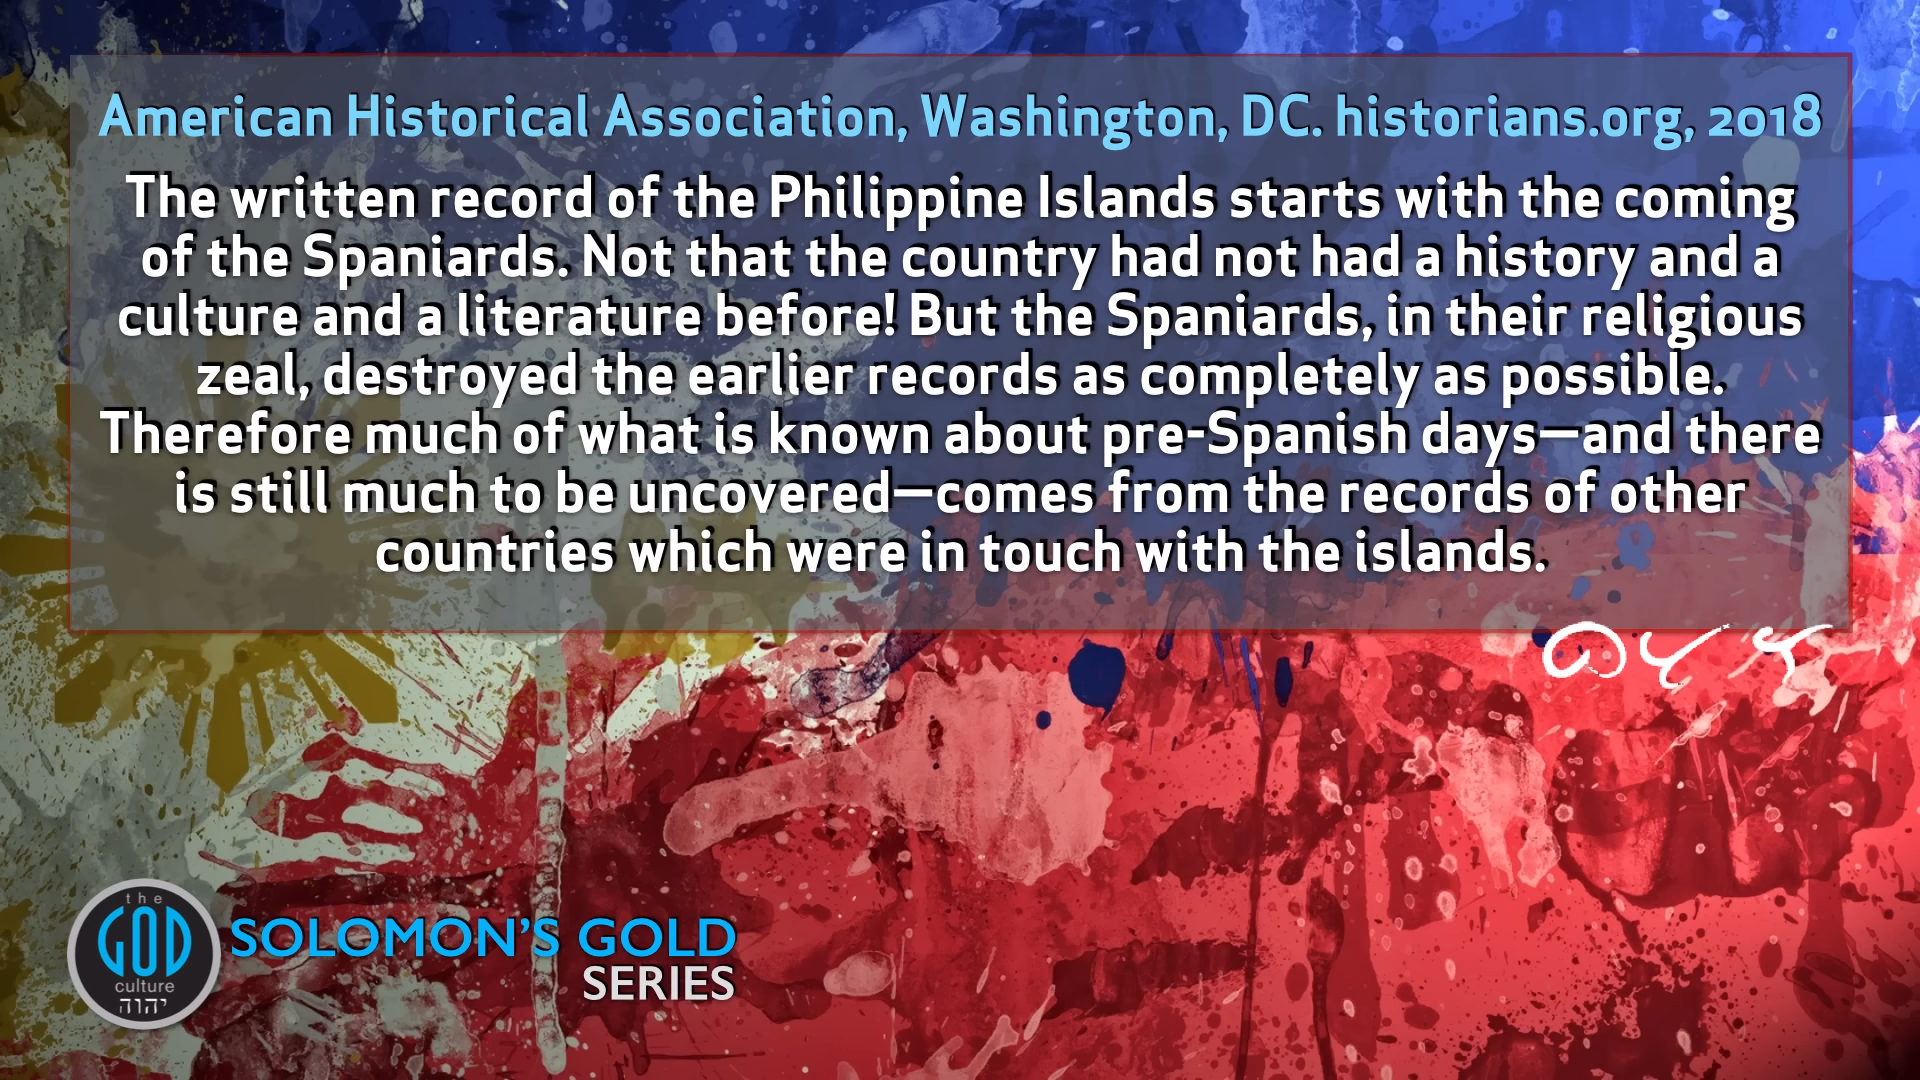 American Historical Association, Washington, DC. historians.org, 2018
The written record of the Philippine Islands starts with the coming
of the Spaniards. Not that the country had not had a history and a
culture and a literature before! But the Spaniards, in their religious
zeal, destroyed the earlier records as completely as possible.
Therefore much of what is known about pre-Spanish days—and there
is still much to be uncovered—comes from the records of other
countries which were in touch with the islands.
the
GOD
culture
יהוה
SOLOMON'S GOLD
SERIES